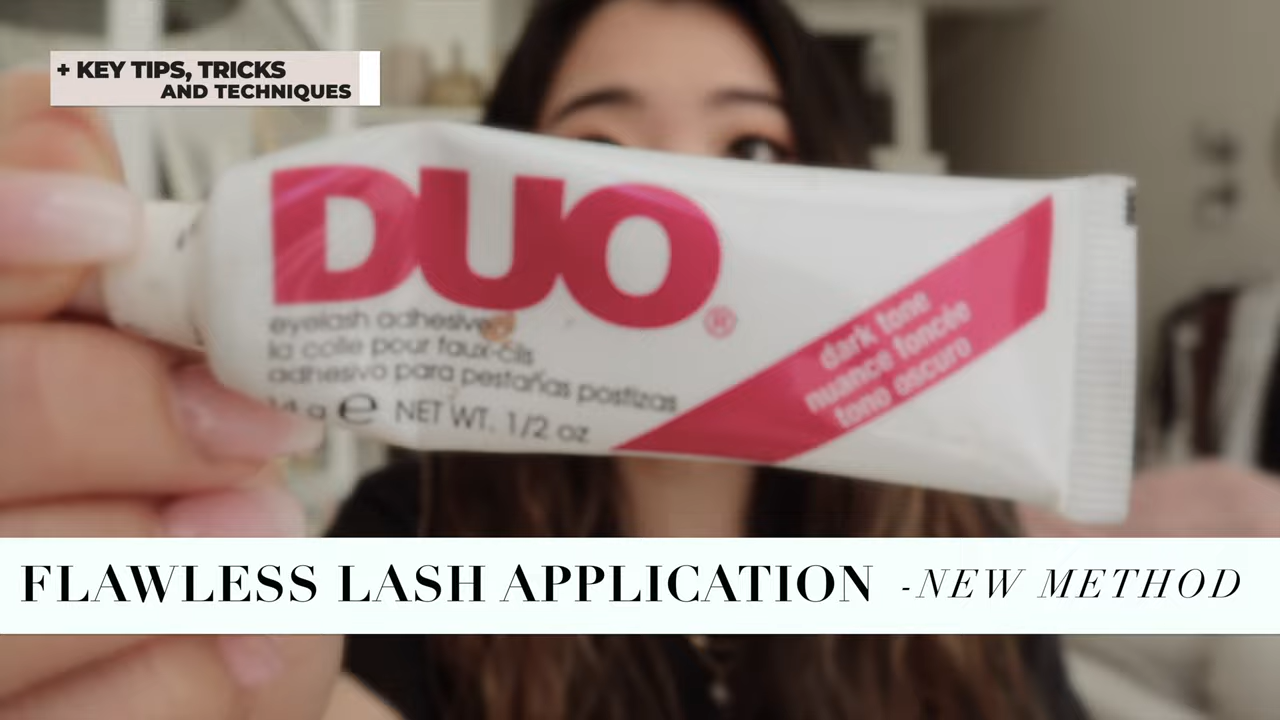 + KEY TIPS, TRICKS
AND TECHNIQUES
DUO®
eyelash adhesive
la colle pour faux-cils
adhesivo para pestañas postizas
14 g e NET WT. 1/2 oz
dark tone
nuance foncée
tono oscuro
FLAWLESS LASH APPLICATION -NEW METHOD